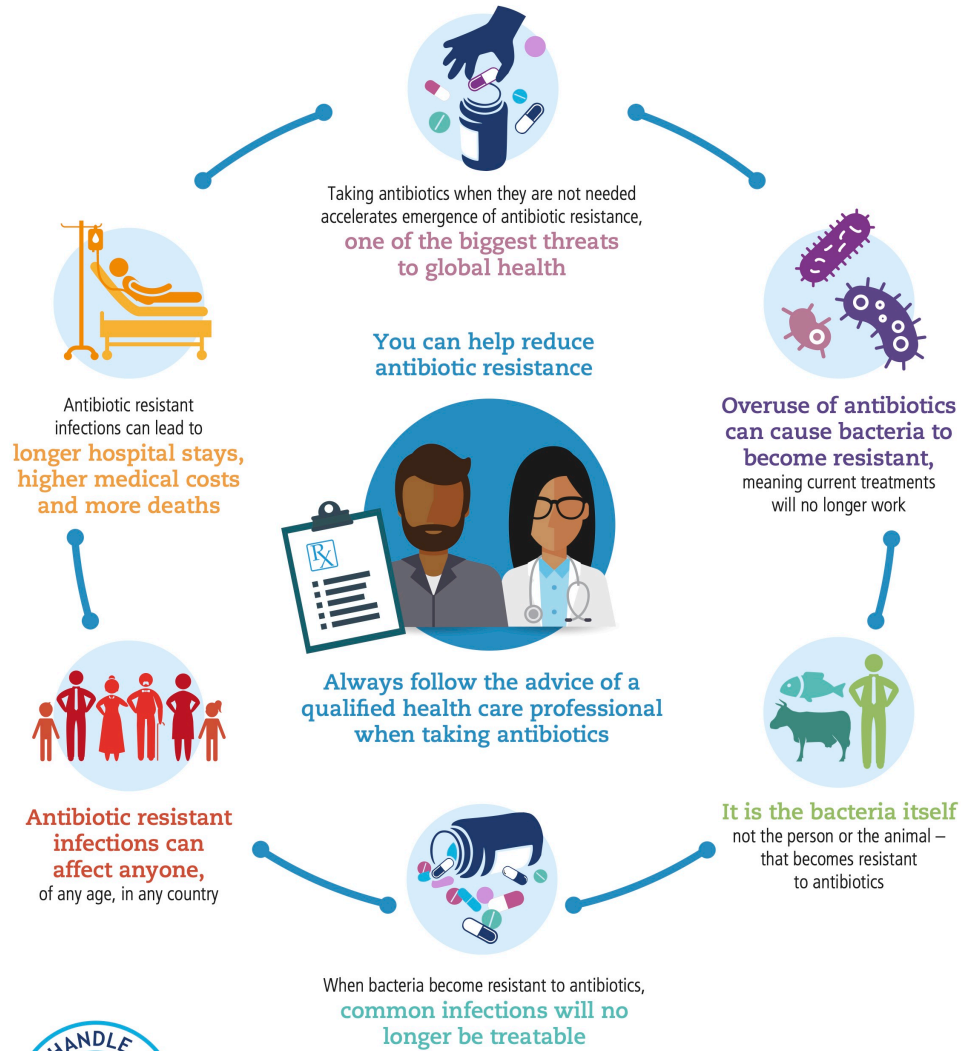 Taking antibiotics when they are not needed
accelerates emergence of antibiotic resistance,
one of the biggest threats
to global health
Overuse of antibiotics
can cause bacteria to
become resistant,
meaning current treatments
will no longer work
It is the bacteria itself
not the person or the animal –
that becomes resistant
to antibiotics
When bacteria become resistant to antibiotics,
common infections will no
longer be treatable
Antibiotic resistant
infections can
affect anyone,
of any age, in any country
Antibiotic resistant
infections can lead to
longer hospital stays,
higher medical costs
and more deaths
You can help reduce
antibiotic resistance
Rx
Always follow the advice of a
qualified health care professional
when taking antibiotics
HANDLE